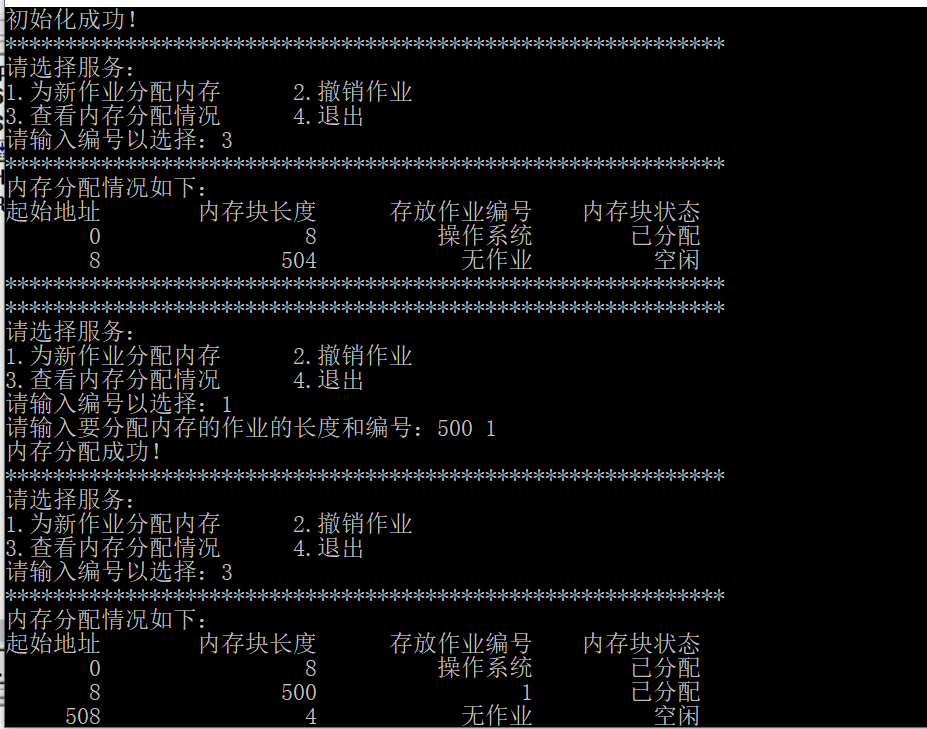 初始化成功!
************************************************************
请选择服务:
1.为新作业分配内存      2.撤销作业
3.查看内存分配情况      4.退出
请输入编号以选择: 3
************************************************************
内存分配情况如下:
起始地址        内存块长度      存放作业编号    内存块状态
0                 8          操作系统        已分配
8               504            无作业          空闲
************************************************************
************************************************************
请选择服务:
1.为新作业分配内存      2.撤销作业
3.查看内存分配情况      4.退出
请输入编号以选择: 1
请输入要分配内存的作业的长度和编号: 500 1
内存分配成功!
************************************************************
请选择服务:
1.为新作业分配内存      2.撤销作业
3.查看内存分配情况      4.退出
请输入编号以选择: 3
************************************************************
内存分配情况如下:
起始地址        内存块长度      存放作业编号    内存块状态
0                 8          操作系统        已分配
8               500                 1        已分配
508                 4            无作业          空闲